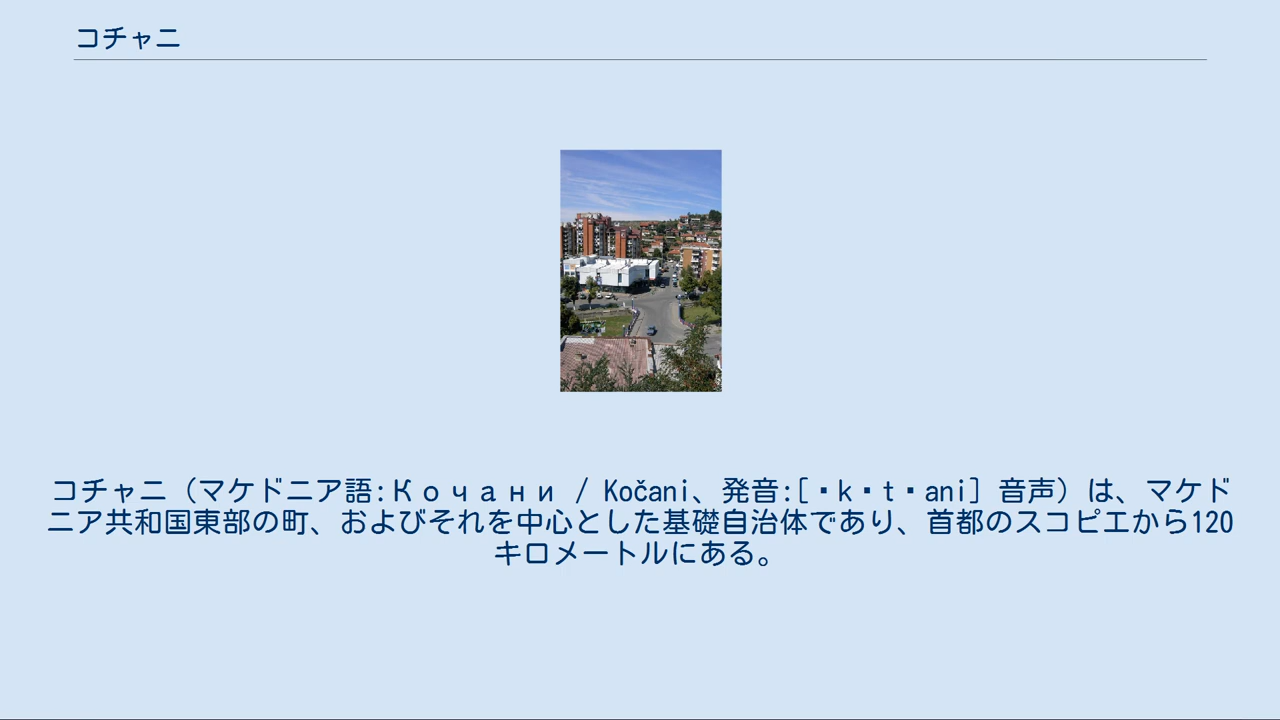 コチャニ
コチャニ（マケドニア語:Кочани / Kočani、発音:[・k・t・ani] 音声）は、マケド
ニア共和国東部の町、およびそれを中心とした基礎自治体であり、首都のスコピエから120
キロメートルにある。